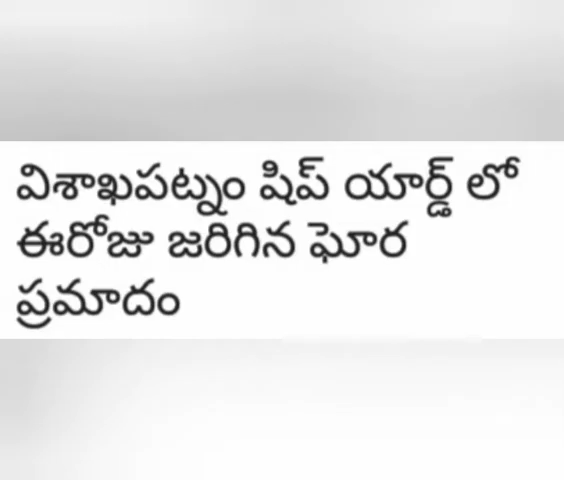 విశాఖపట్నం షిప్ యార్డ్ లో
ఈరోజు జరిగిన ఘోర
ప్రమాదం